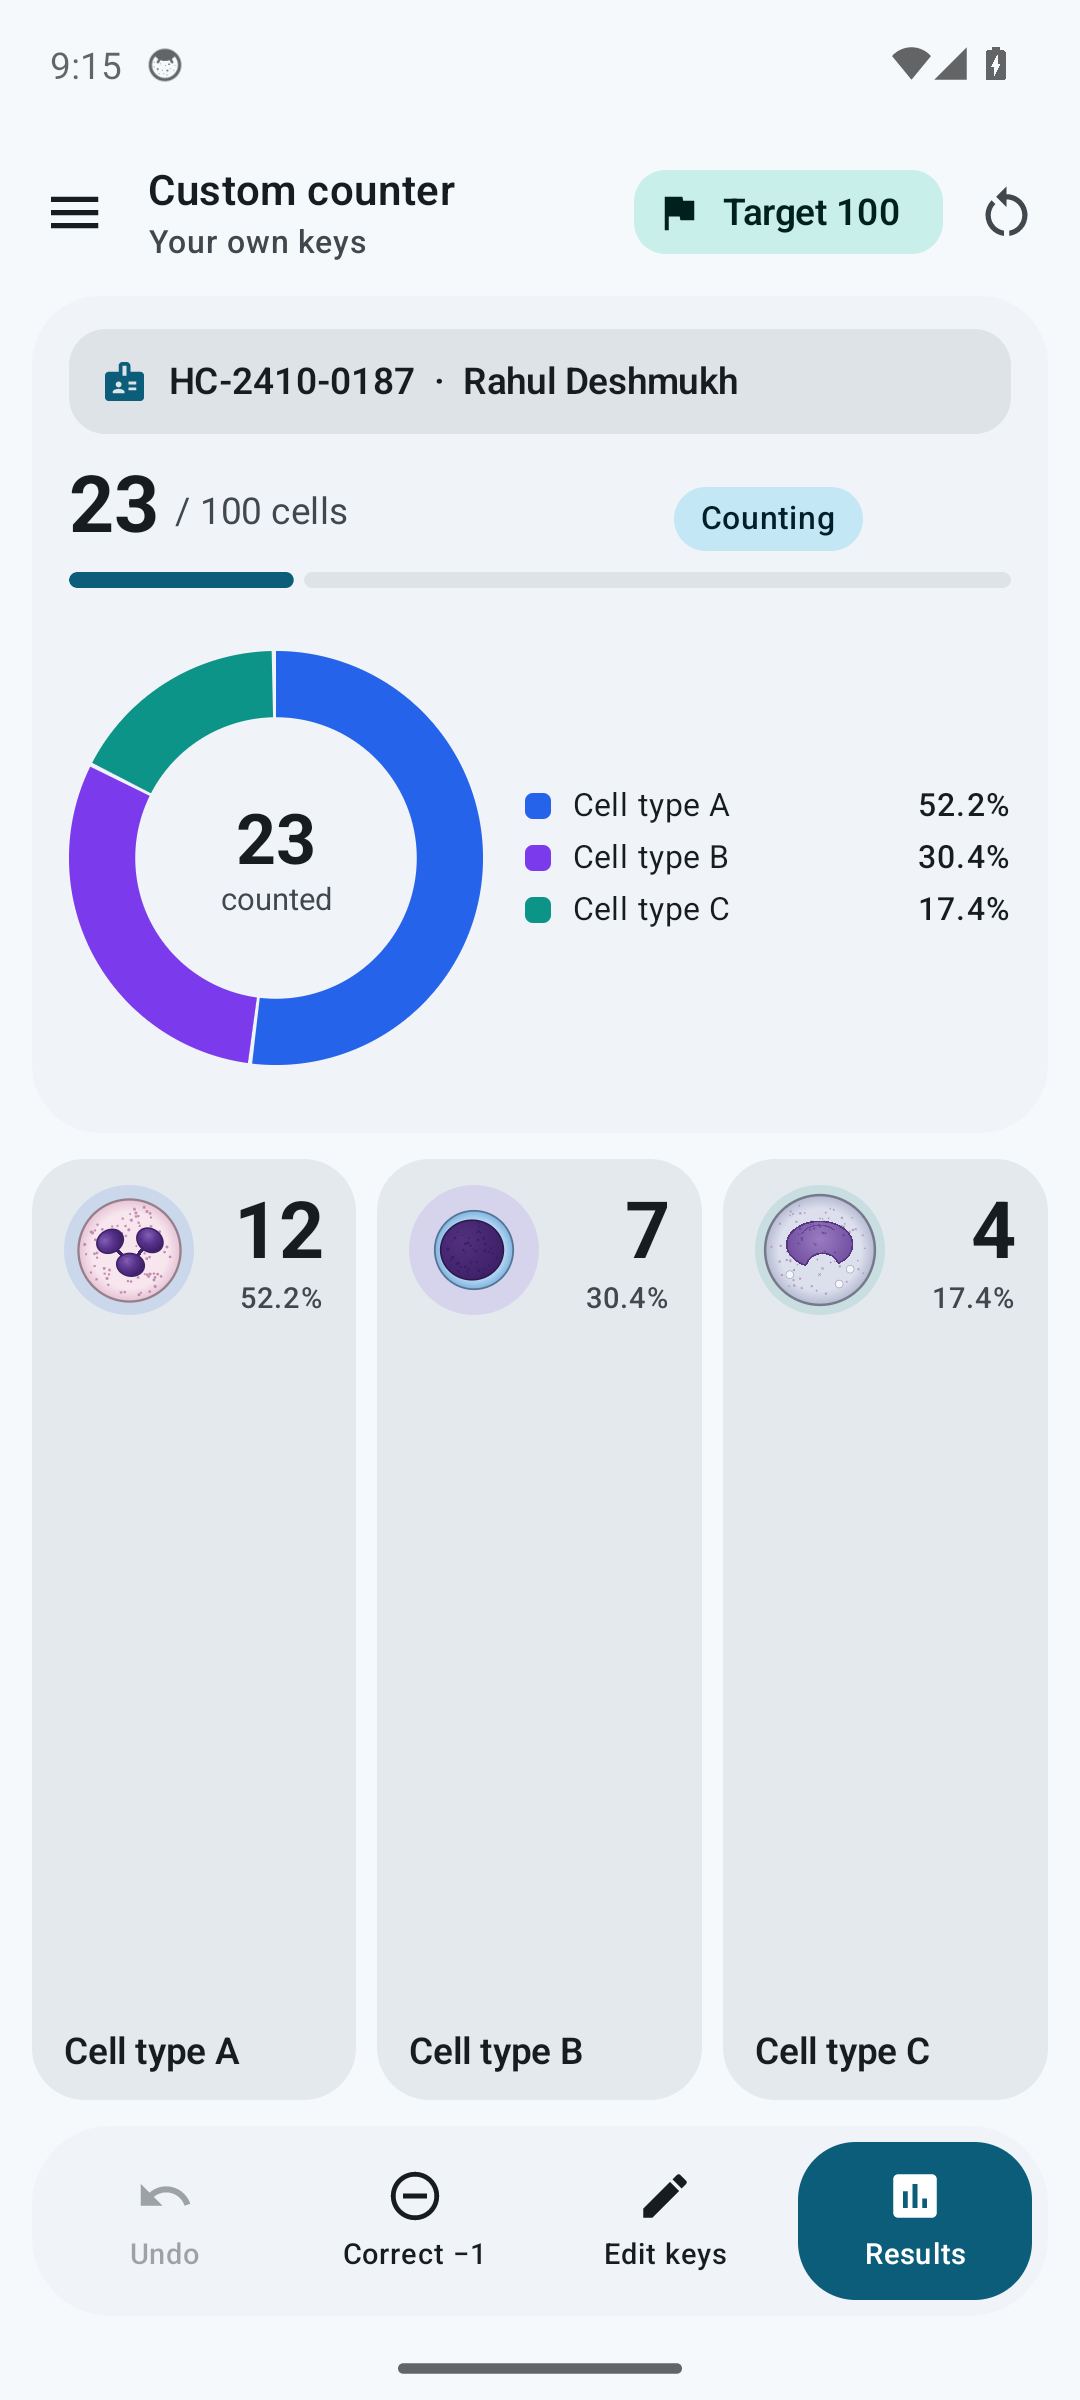 9:15
Custom counter
Your own keys
Target 100
HC-2410-0187 · Rahul Deshmukh
23 / 100 cells
Counting
23
counted
Cell type A 52.2%
Cell type B 30.4%
Cell type C 17.4%
12
52.2%
Cell type A
7
30.4%
Cell type B
4
17.4%
Cell type C
Undo
Correct −1
Edit keys
Results